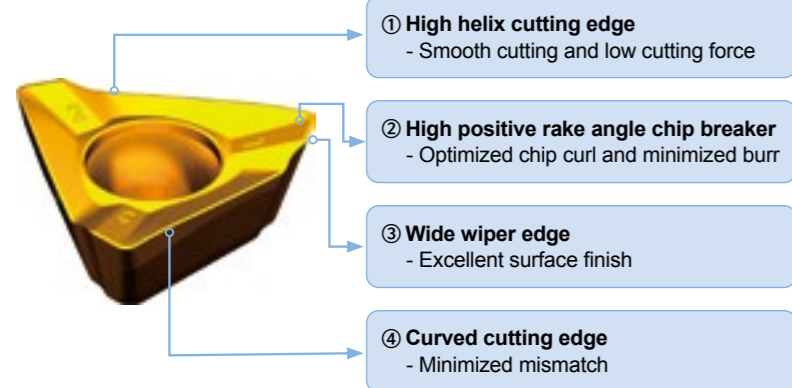 ① High helix cutting edge
- Smooth cutting and low cutting force
② High positive rake angle chip breaker
- Optimized chip curl and minimized burr
③ Wide wiper edge
- Excellent surface finish
④ Curved cutting edge
- Minimized mismatch